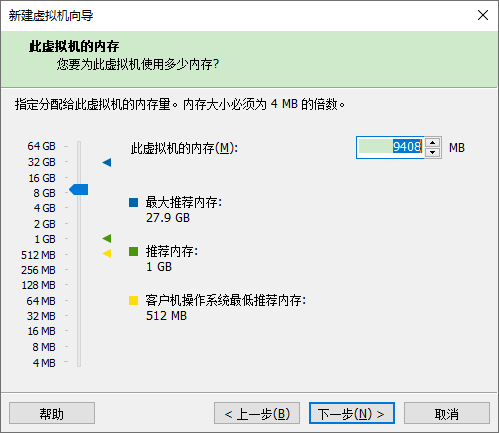 新建虚拟机向导
此虚拟机的内存
您要为此虚拟机使用多少内存?
指定分配给此虚拟机的内存量。内存大小必须为 4 MB 的倍数。
此虚拟机的内存(M): 9408 MB
64 GB
32 GB
16 GB
8 GB
4 GB
2 GB
1 GB
512 MB
256 MB
128 MB
64 MB
32 MB
16 MB
8 MB
4 MB
最大推荐内存:
27.9 GB
推荐内存:
1 GB
客户机操作系统最低推荐内存:
512 MB
帮助 < 上一步(B) 下一步(N) > 取消